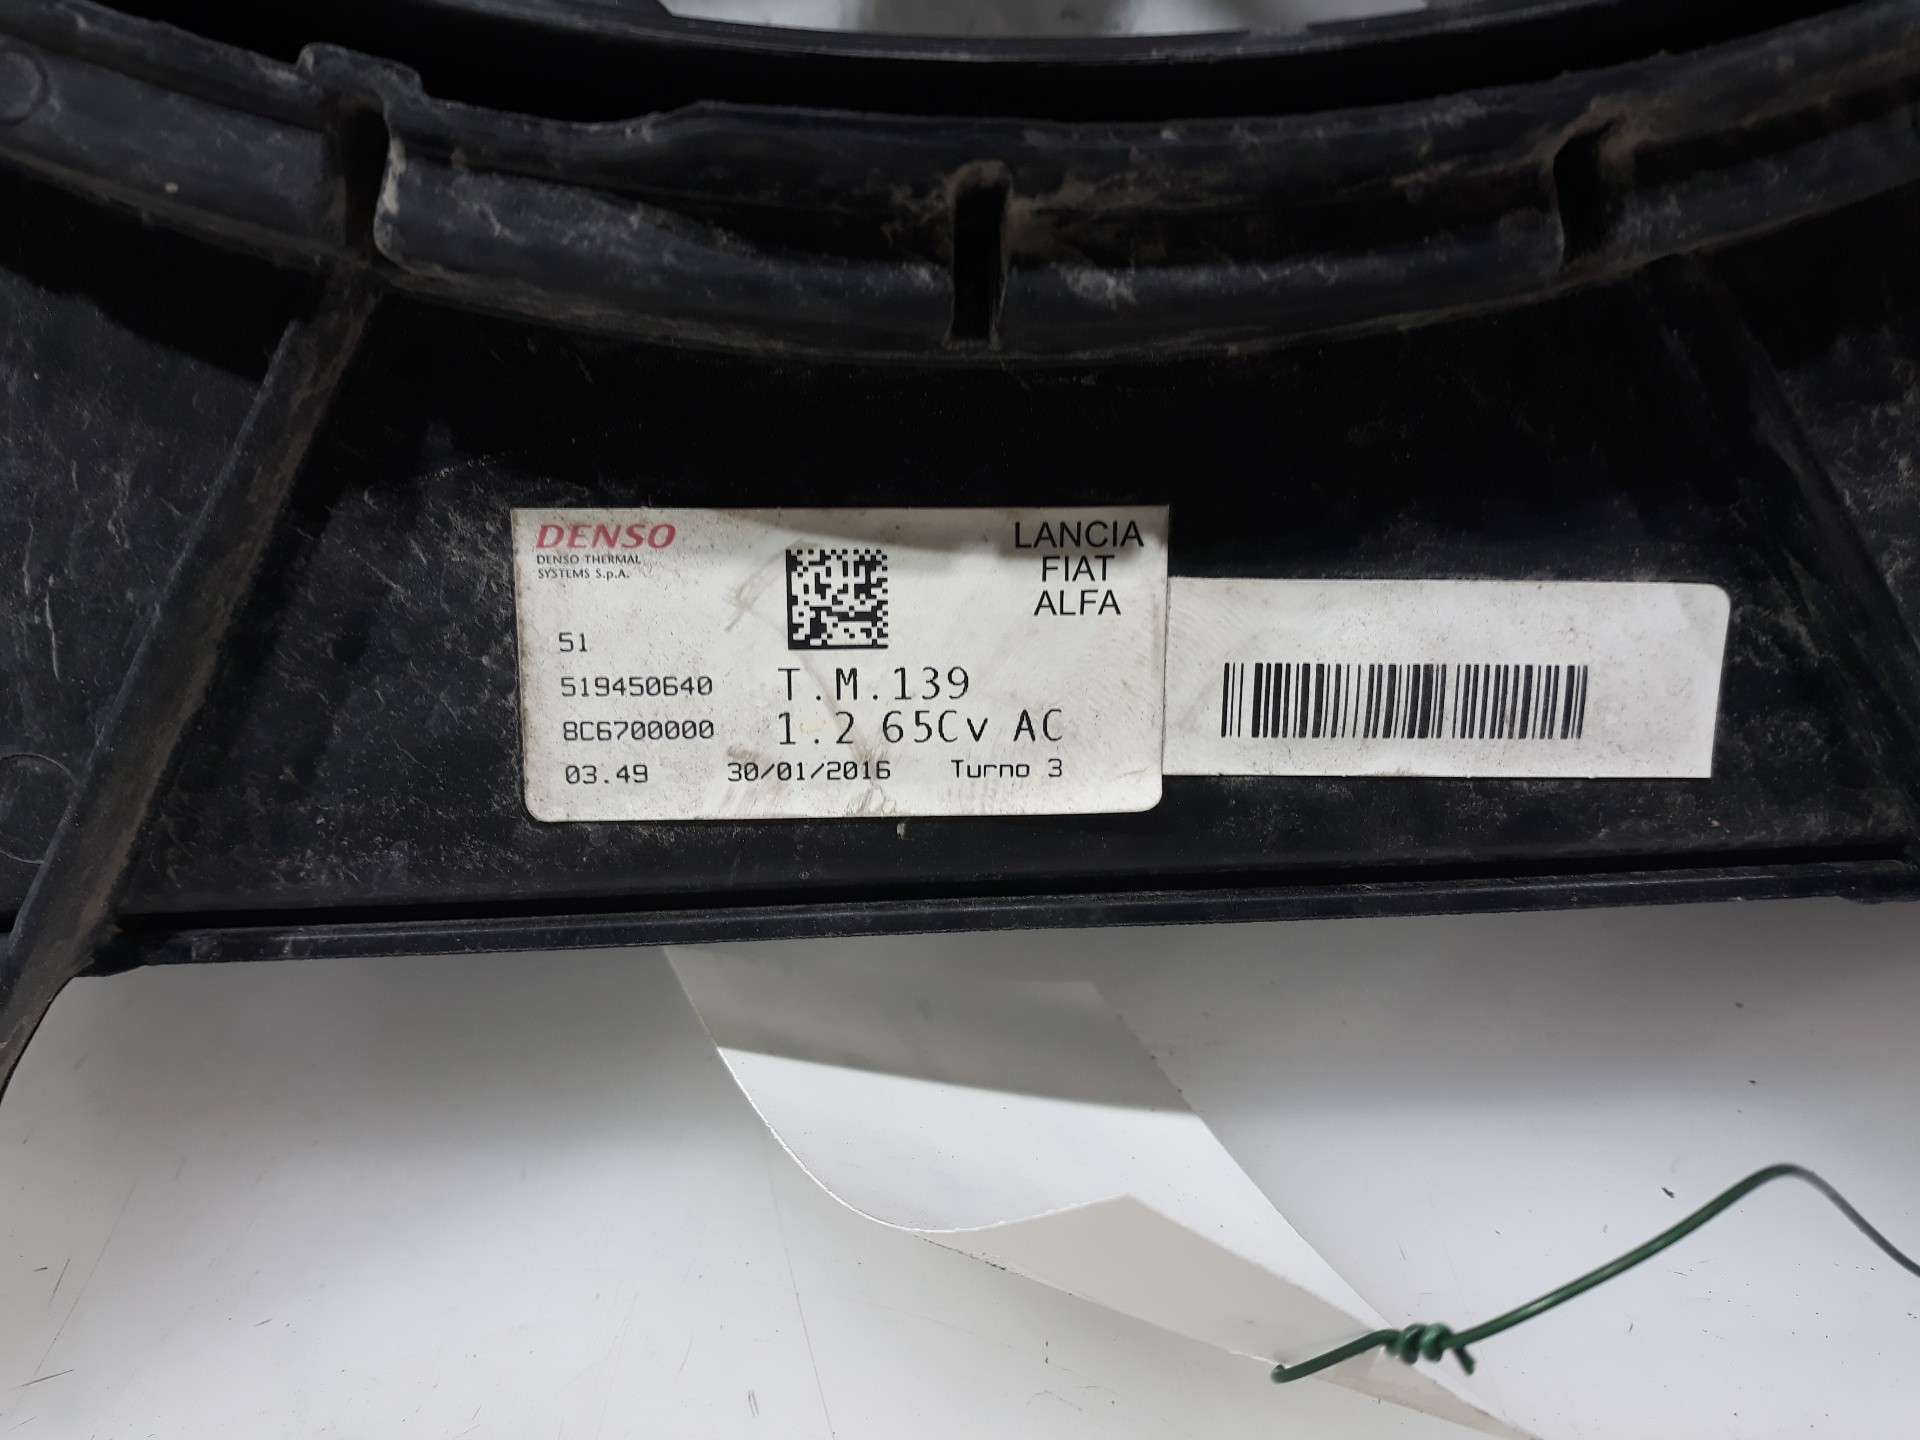 DENSO
DENSO THERMAL
SYSTEMS S.p.A.
LANCIA
FIAT
ALFA
51
519450640
T.M.139
8C6700000
1.2 65Cv AC
03.49 30/01/2016 Turno 3